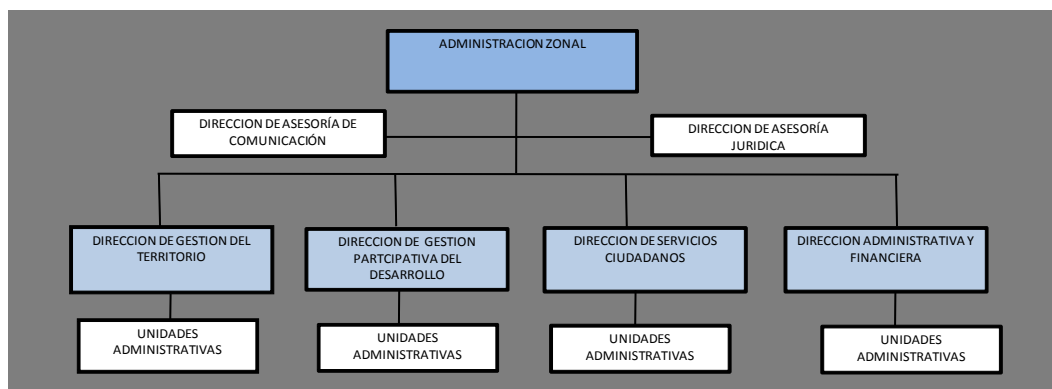 ADMINISTRACION ZONAL
DIRECCION DE ASESORÍA DE
COMUNICACIÓN
DIRECCION DE ASESORÍA
JURIDICA
DIRECCION DE GESTION DEL
TERRITORIO
DIRECCION DE GESTION
PARTCIPATIVA DEL
DESARROLLO
DIRECCION DE SERVICIOS
CIUDADANOS
DIRECCION ADMINISTRATIVA Y
FINANCIERA
UNIDADES
ADMINISTRATIVAS
UNIDADES
ADMINISTRATIVAS
UNIDADES
ADMINISTRATIVAS
UNIDADES
ADMINISTRATIVAS